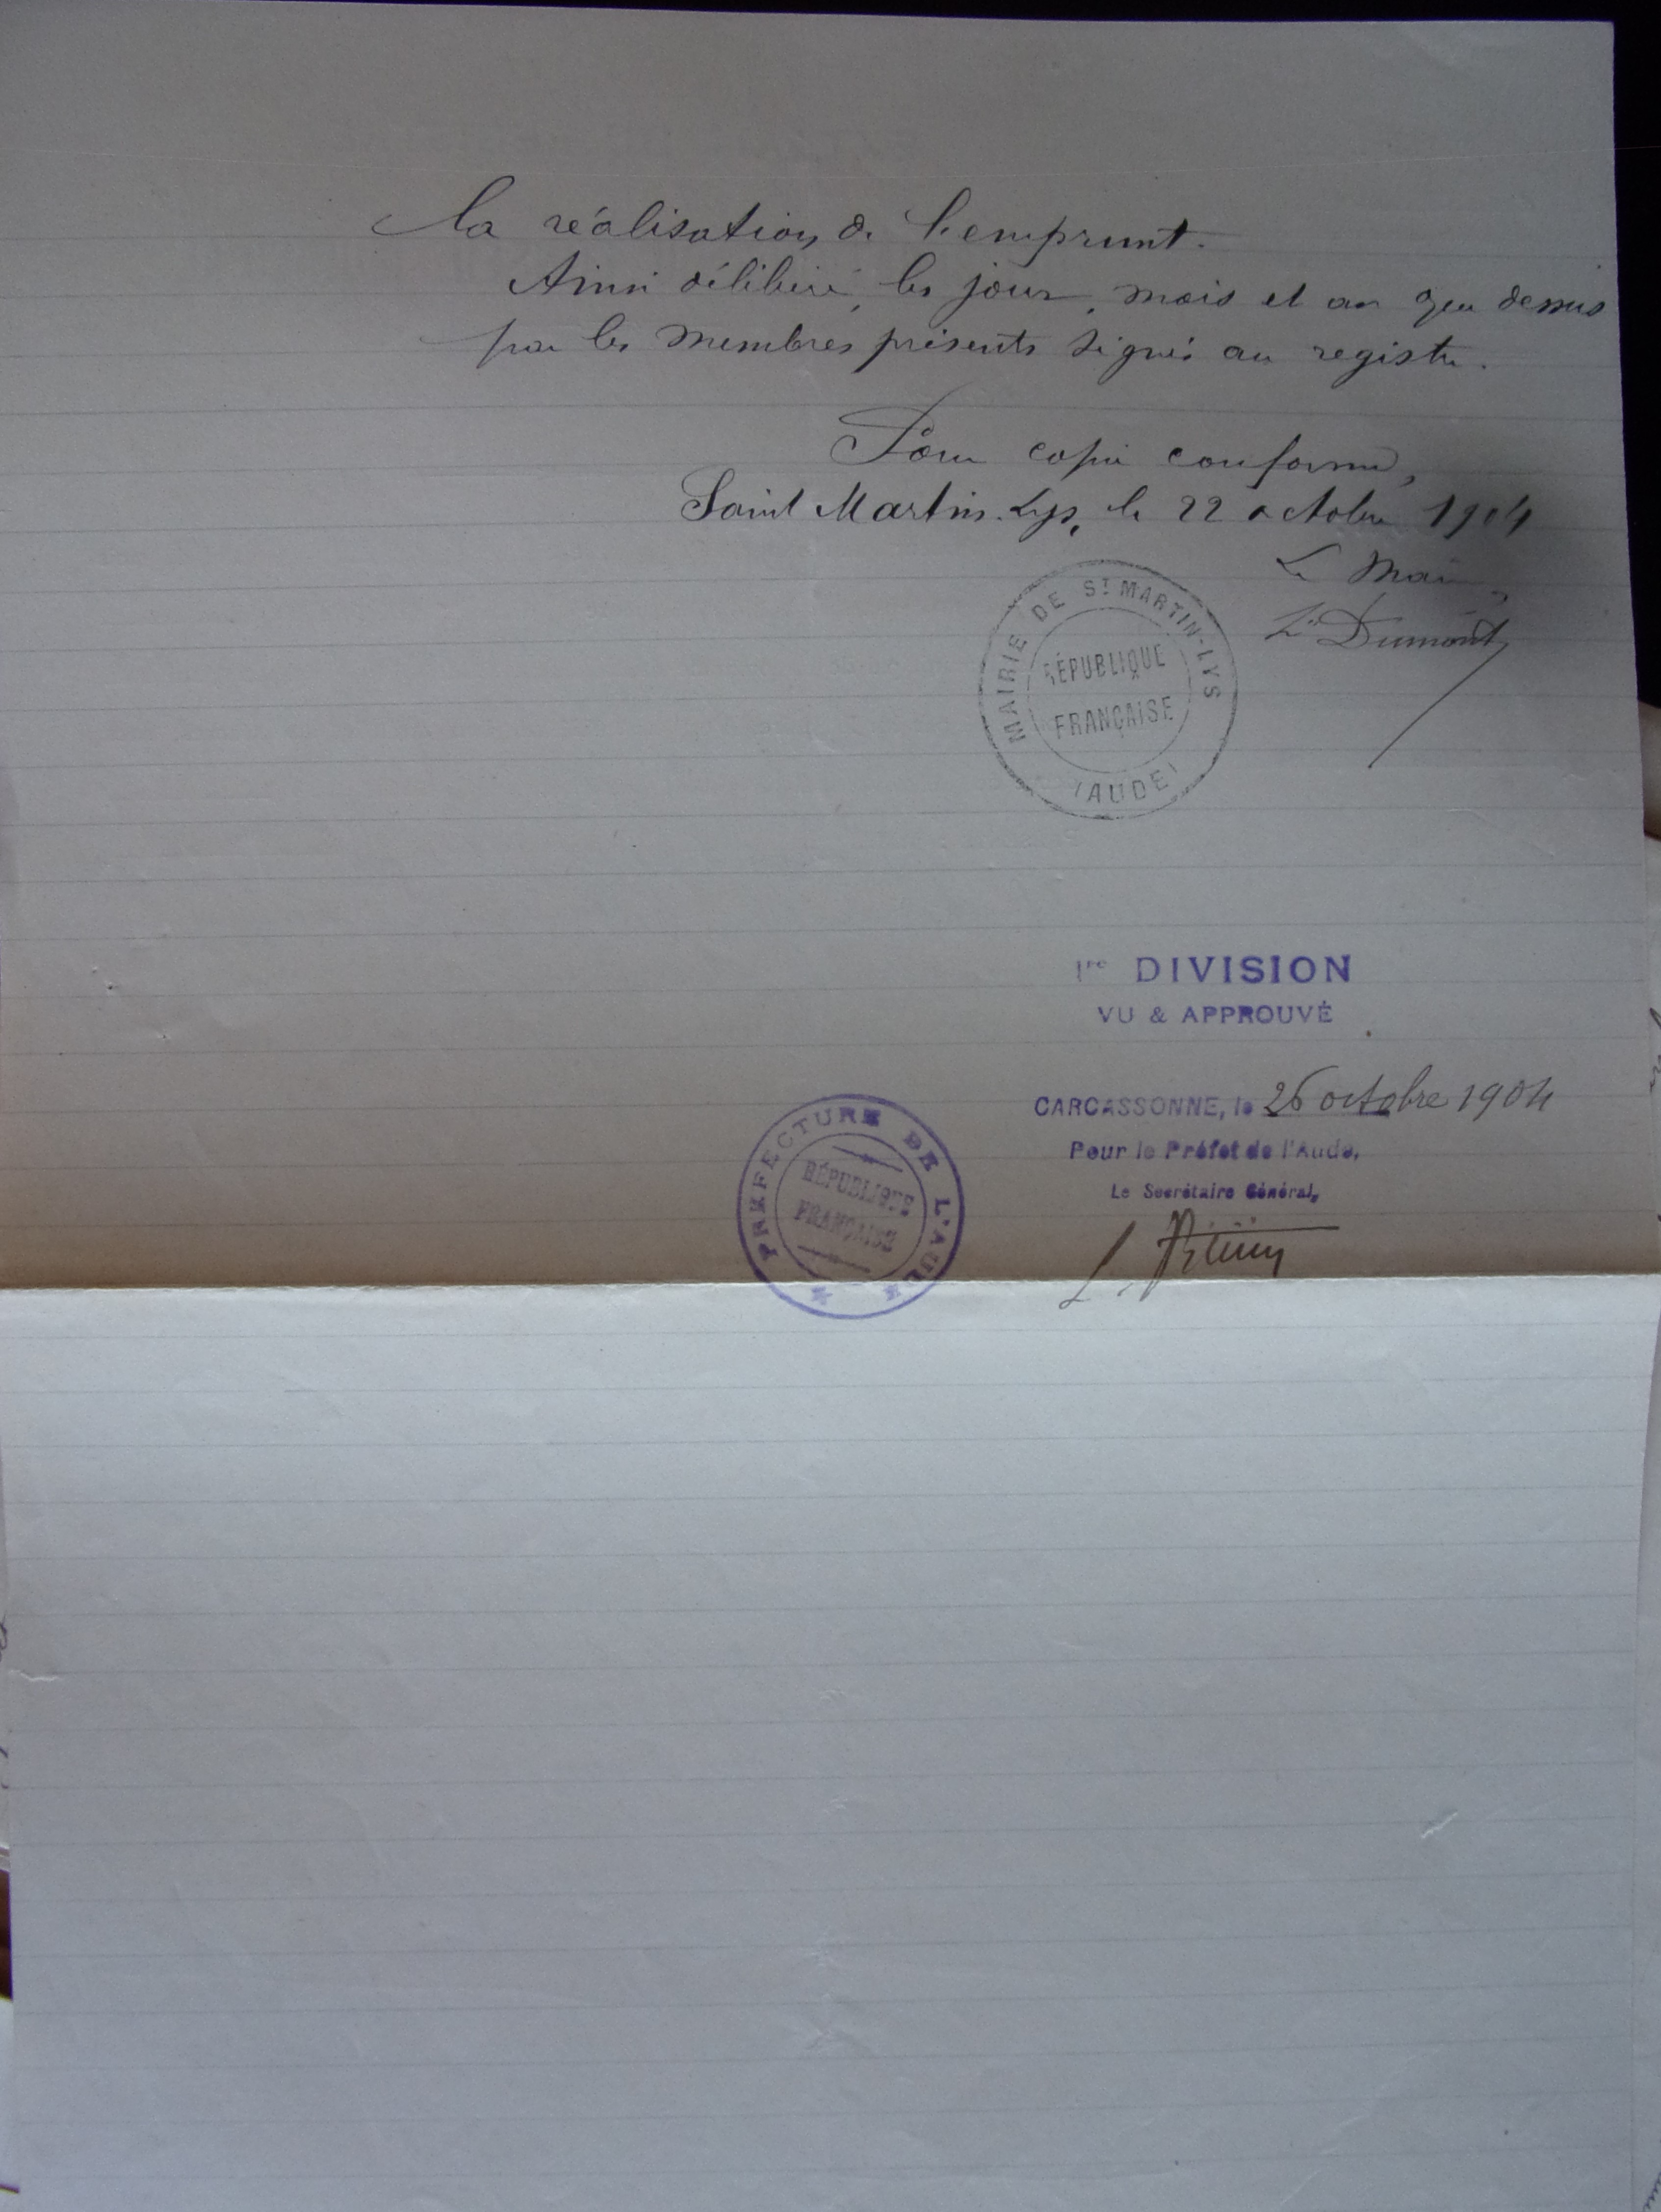 la réalisation de l'emprunt.
Ainsi délibéré, les jour, mois et an que dessus
par les membres présents signés au registre.
Pour copie conforme,
Saint Martin-Lys, le 22 octobre 1904
Le Maire,
Dumont
MAIRIE DE ST MARTIN-LYS
RÉPUBLIQUE
FRANÇAISE
(AUDE)
1re DIVISION
VU & APPROUVÉ
CARCASSONNE, le 26 octobre 1904
Pour le Préfet de l'Aude,
Le Secrétaire Général,
PRÉFECTURE DE L'AUDE
RÉPUBLIQUE
FRANÇAISE